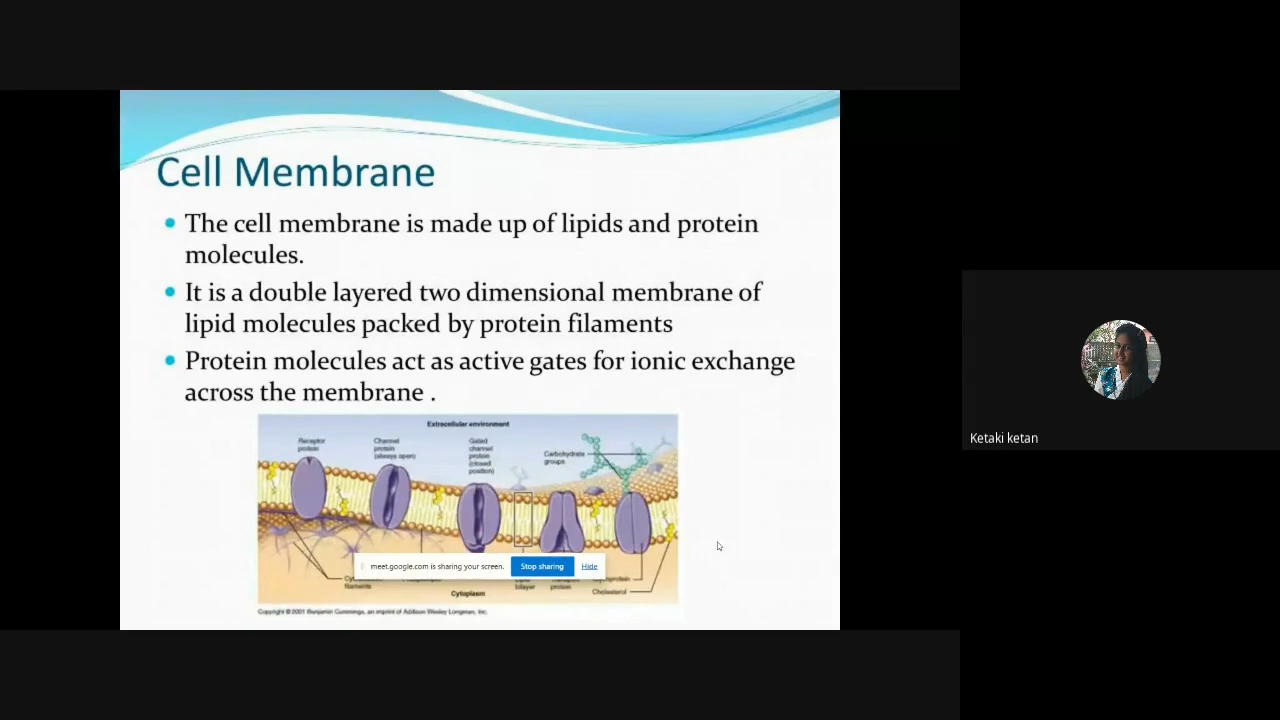 Cell Membrane
The cell membrane is made up of lipids and protein
molecules.
It is a double layered two dimensional membrane of
lipid molecules packed by protein filaments
Protein molecules act as active gates for ionic exchange
across the membrane .
Extracellular environment
Receptor
protein
Channel
protein
(always open)
Gated
channel
protein
(closed
position)
Carbohydrate
groups
meet.google.com is sharing your screen.
Stop sharing
Hide
filaments
bilayer
protein
Cholesterol
Cytoplasm
Copyright © 2001 Benjamin Cummings, an imprint of Addison Wesley Longman, Inc.
Ketaki ketan